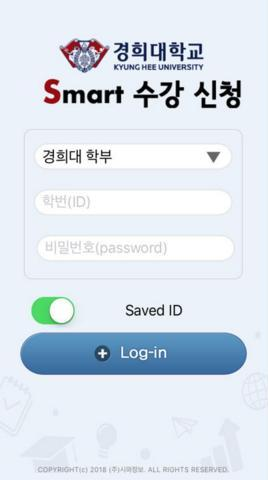 경희대학교
KYUNG HEE UNIVERSITY
Smart 수강 신청
경희대 학부
학번(ID)
비밀번호(password)
Saved ID
Log-in
COPYRIGHT(c) 2018 (주)시와정보. ALL RIGHTS RESERVED.